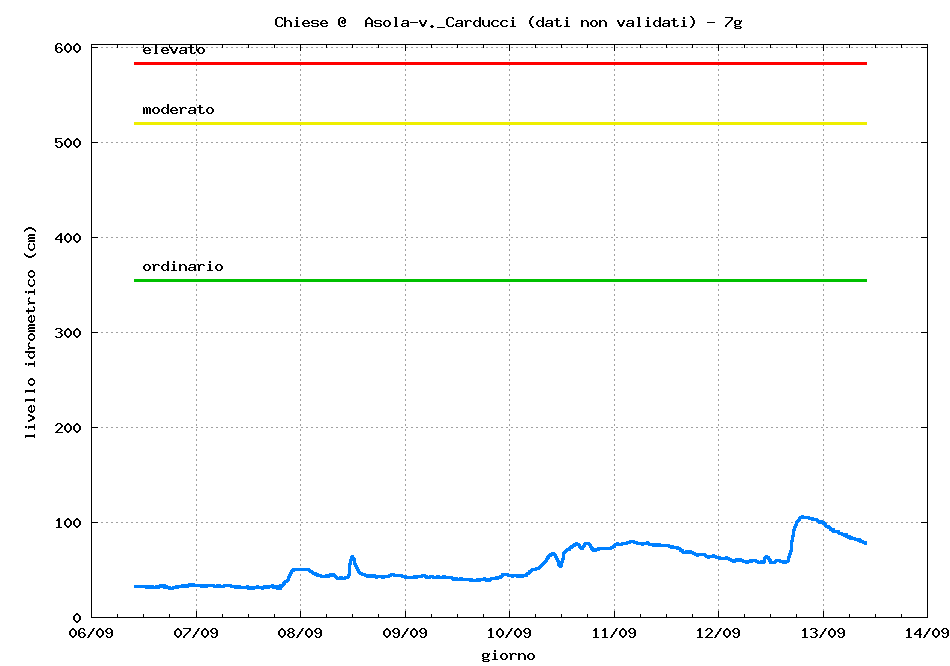 Chiese @  Asola-v._Carducci (dati non validati) - 7g
600
elevato
moderato
500
400
ordinario
300
200
100
0
livello idrometrico (cm)
06/09 07/09 08/09 09/09 10/09 11/09 12/09 13/09 14/09
giorno